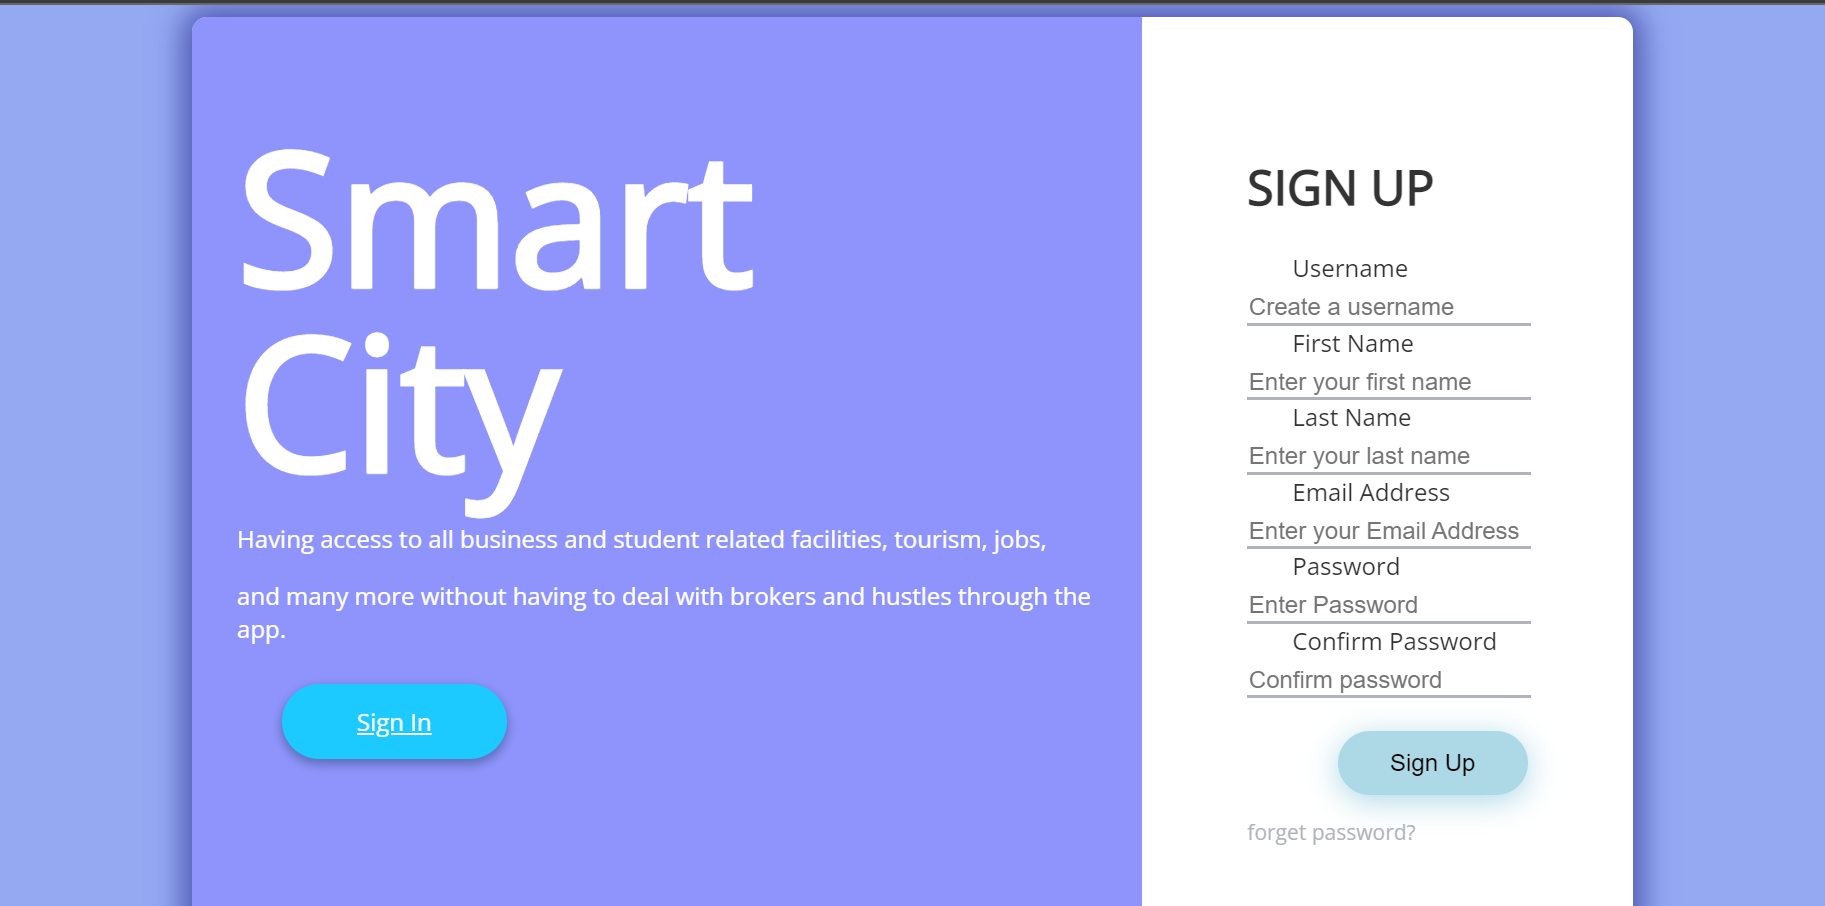 Smart
City
Having access to all business and student related facilities, tourism, jobs,
and many more without having to deal with brokers and hustles through the
app.
Sign In
SIGN UP
Username
Create a username
First Name
Enter your first name
Last Name
Enter your last name
Email Address
Enter your Email Address
Password
Enter Password
Confirm Password
Confirm password
Sign Up
forget password?